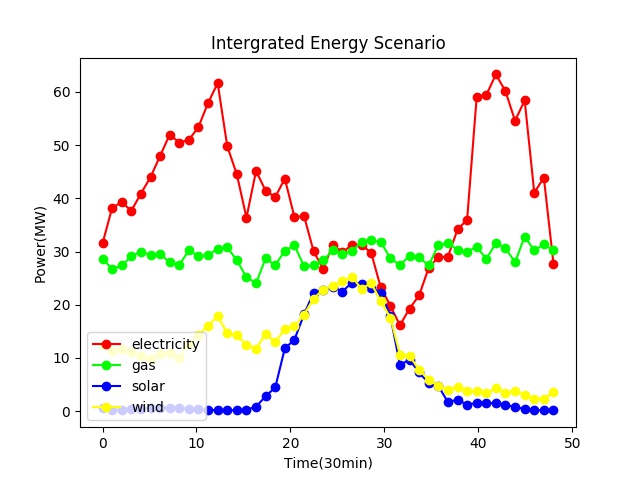 Intergrated Energy Scenario
Power(MW)
60
50
40
30
20
10
0
electricity
gas
solar
wind
0 10 20 30 40 50
Time(30min)